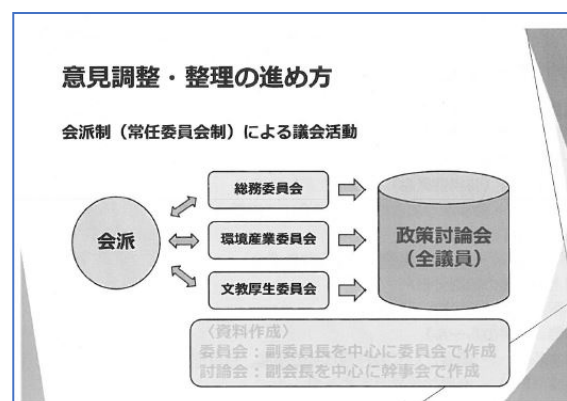 意見調整・整理の進め方
会派制（常任委員会制）による議会活動
総務委員会
会派
環境産業委員会
文教厚生委員会
政策討論会
（全議員）
〈資料作成〉
委員会：副委員長を中心に委員会で作成
討論会：副会長を中心に幹事会で作成